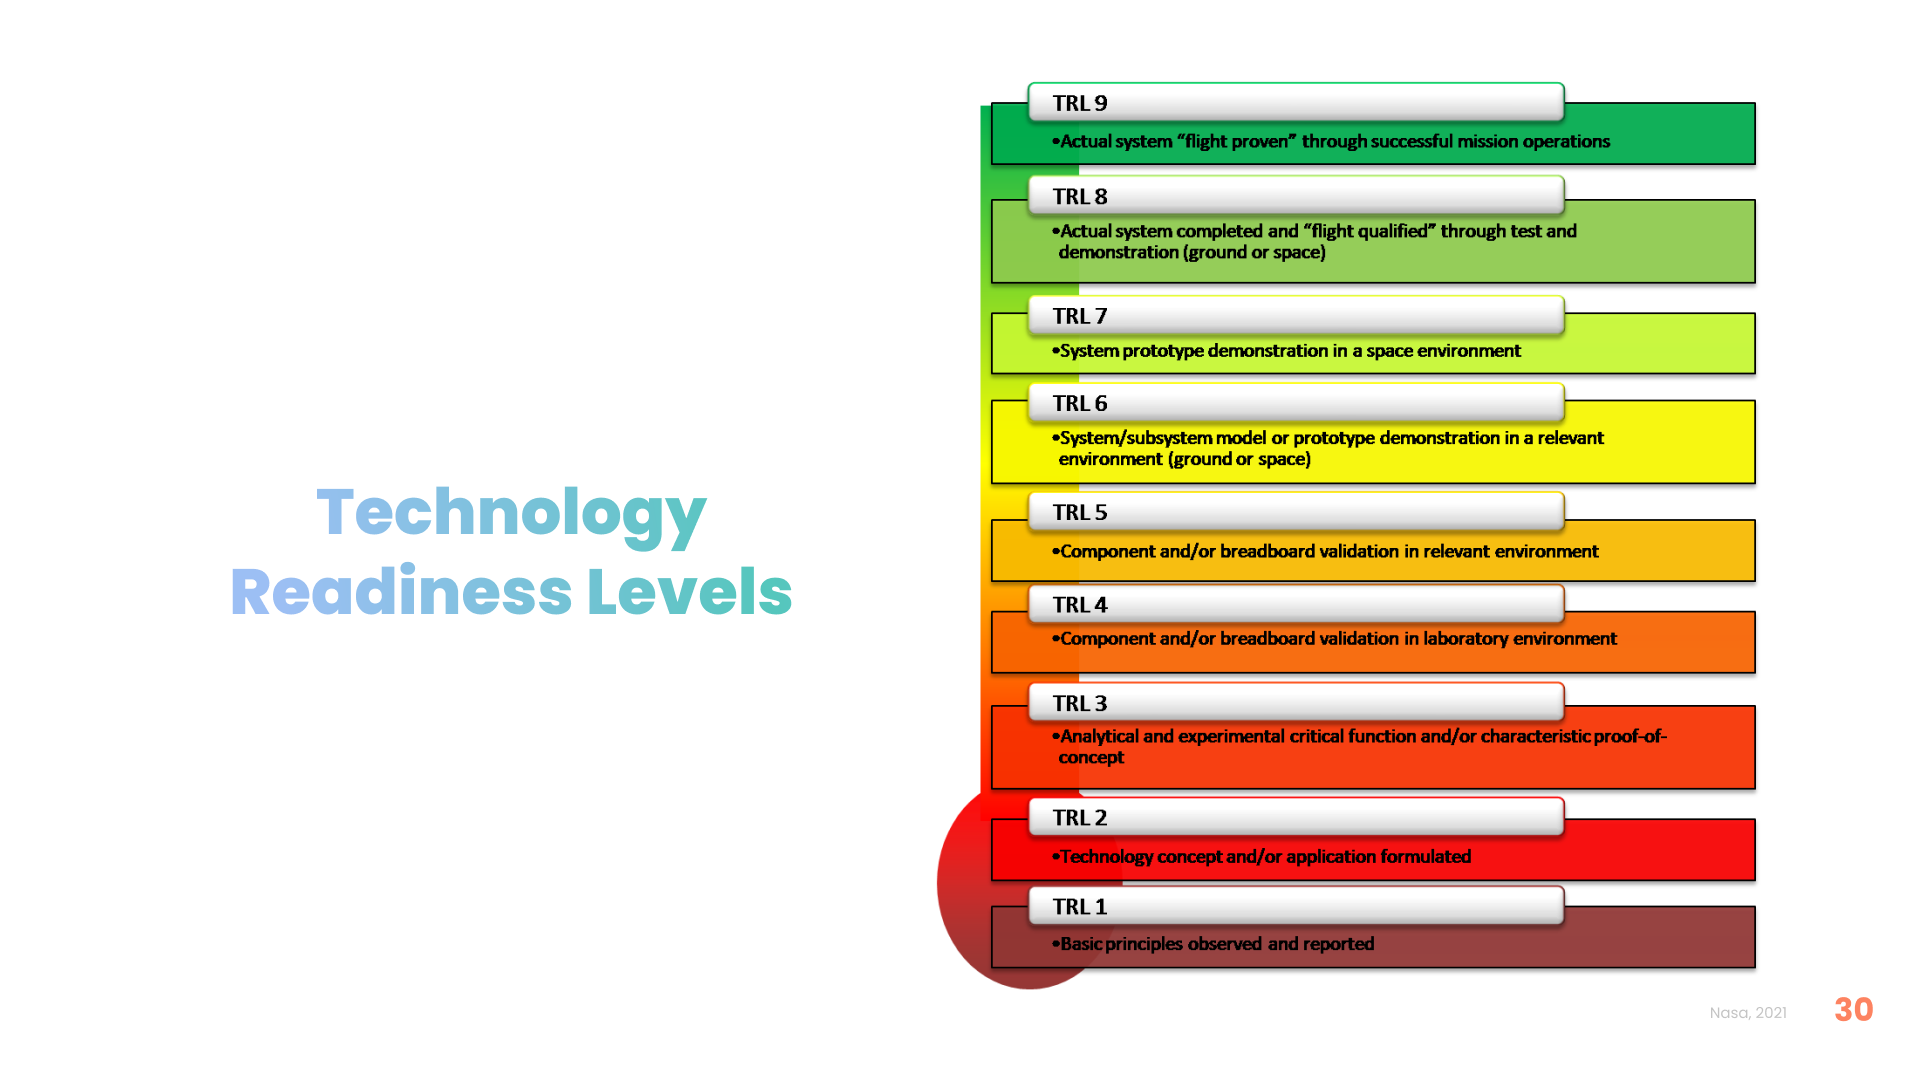 Technology
Readiness Levels
TRL 9
•Actual system “flight proven” through successful mission operations
TRL 8
•Actual system completed and “flight qualified” through test and
demonstration (ground or space)
TRL 7
•System prototype demonstration in a space environment
TRL 6
•System/subsystem model or prototype demonstration in a relevant
environment (ground or space)
TRL 5
•Component and/or breadboard validation in relevant environment
TRL 4
•Component and/or breadboard validation in laboratory environment
TRL 3
•Analytical and experimental critical function and/or characteristic proof-of-
concept
TRL 2
•Technology concept and/or application formulated
TRL 1
•Basic principles observed and reported
Nasa, 2021
30